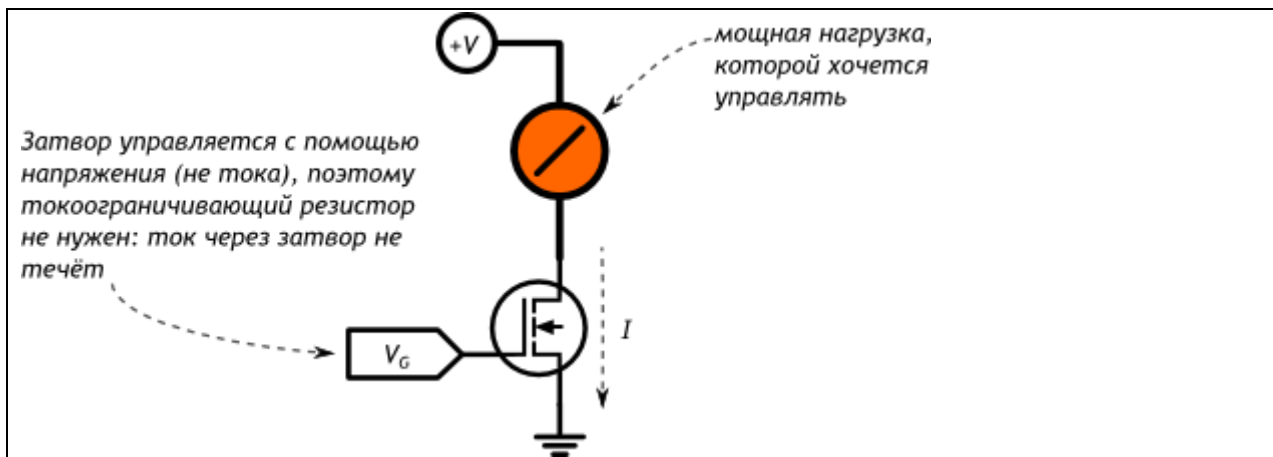 +V
мощная нагрузка,
которой хочется
управлять
Затвор управляется с помощью
напряжения (не тока), поэтому
токоограничивающий резистор
не нужен: ток через затвор не
течёт
I
VG